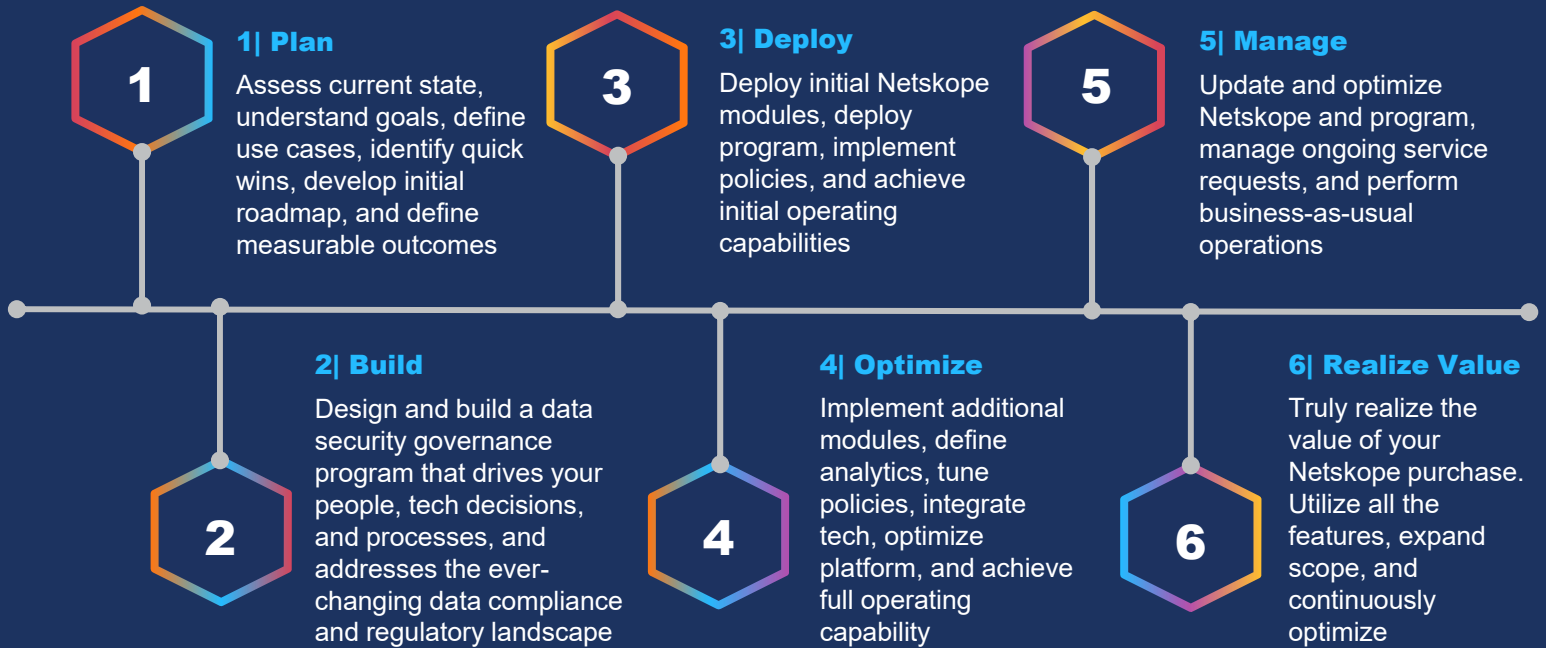 1
1| Plan
Assess current state,
understand goals, define
use cases, identify quick
wins, develop initial
roadmap, and define
measurable outcomes
2
2| Build
Design and build a data
security governance
program that drives your
people, tech decisions,
and processes, and
addresses the ever-
changing data compliance
and regulatory landscape
3
3| Deploy
Deploy initial Netskope
modules, deploy
program, implement
policies, and achieve
initial operating
capabilities
4
4| Optimize
Implement additional
modules, define
analytics, tune
policies, integrate
tech, optimize
platform, and achieve
full operating
capability
5
5| Manage
Update and optimize
Netskope and program,
manage ongoing service
requests, and perform
business-as-usual
operations
6
6| Realize Value
Truly realize the
value of your
Netskope purchase.
Utilize all the
features, expand
scope, and
continuously
optimize